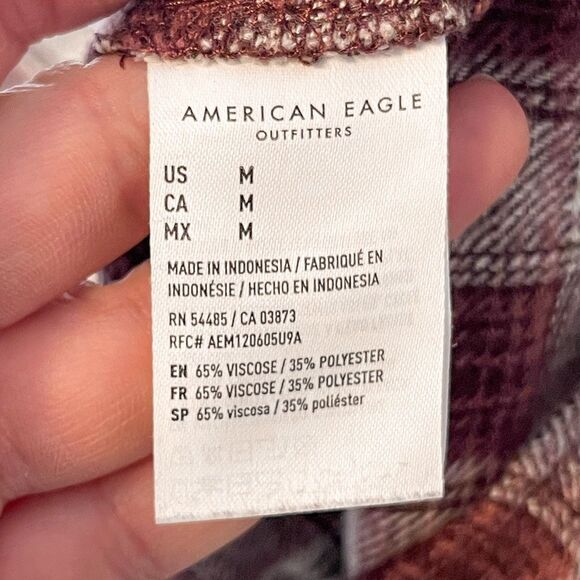 AMERICAN EAGLE
OUTFITTERS
US M
CA M
MX M
MADE IN INDONESIA / FABRIQUÉ EN
INDONÉSIE / HECHO EN INDONESIA
RN 54485 / CA 03873
RFC# AEM120605U9A
EN 65% VISCOSE / 35% POLYESTER
FR 65% VISCOSE / 35% POLYESTER
SP 65% viscosa / 35% poliéster